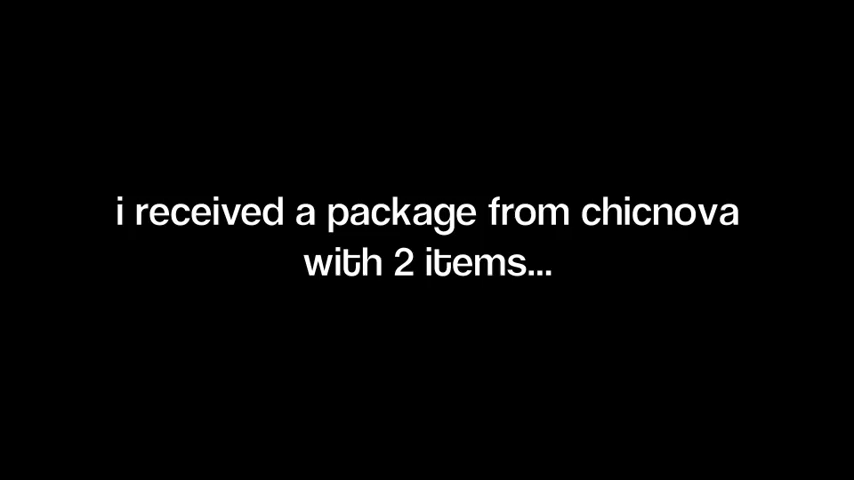 i received a package from chicnova
with 2 items...